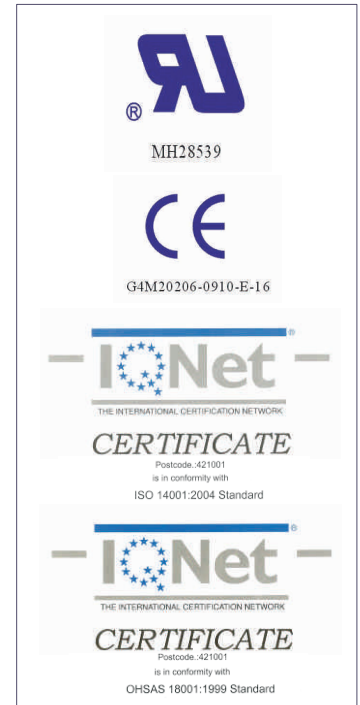 ®
MH28539
CE
G4M20206-0910-E-16
®
IQNet
THE INTERNATIONAL CERTIFICATION NETWORK
CERTIFICATE
Postcode.:421001
is in conformity with
ISO 14001:2004 Standard
®
IQNet
THE INTERNATIONAL CERTIFICATION NETWORK
CERTIFICATE
Postcode.:421001
is in conformity with
OHSAS 18001:1999 Standard